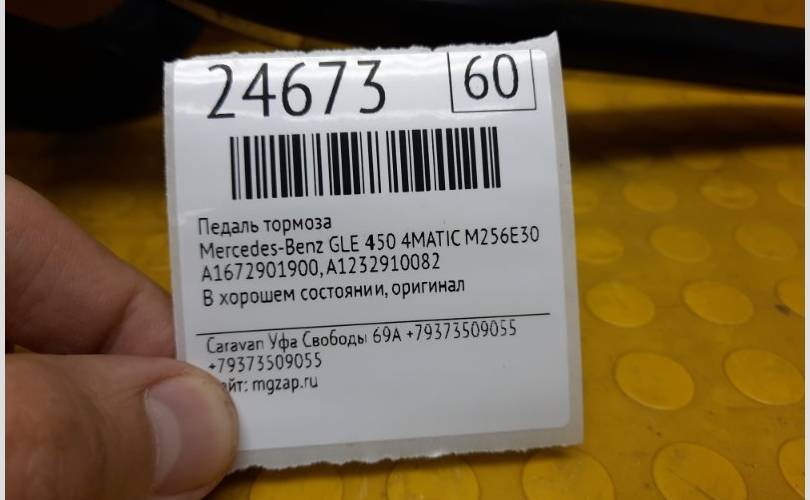 24673 60
Педаль тормоза
Mercedes-Benz GLE 450 4MATIC M256E30
A1672901900, A1232910082
В хорошем состоянии, оригинал
Caravan Уфа Свободы 69А +79373509055
+79373509055
mgzap.ru